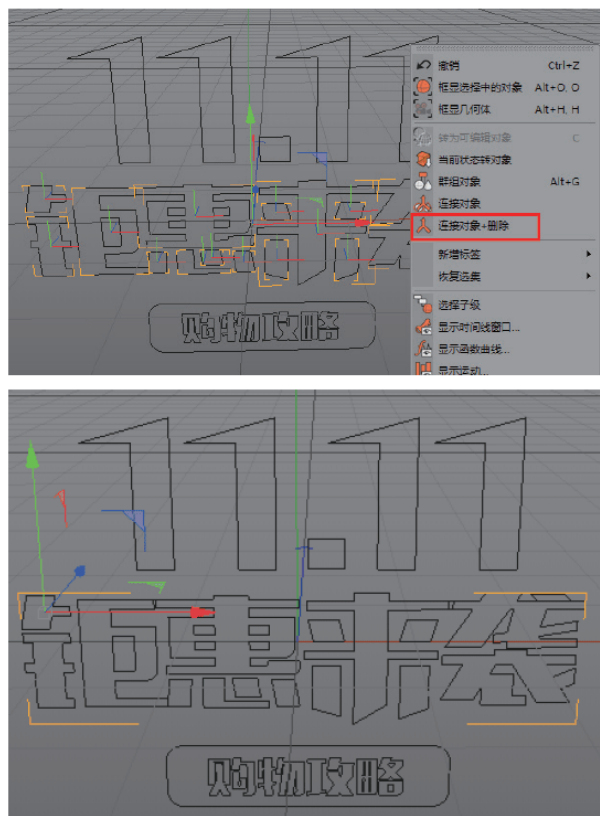 11.11
钜惠来袭
购物攻略
撤销 Ctrl+Z
框显选择中的对象 Alt+O, O
框显几何体 Alt+H, H
转为可编辑对象 C
当前状态转对象
群组对象 Alt+G
连接对象
连接对象+删除
新增标签
恢复选集
选择子级
显示时间线窗口...
显示函数曲线...
显示运动...
11.11
钜惠来袭
购物攻略